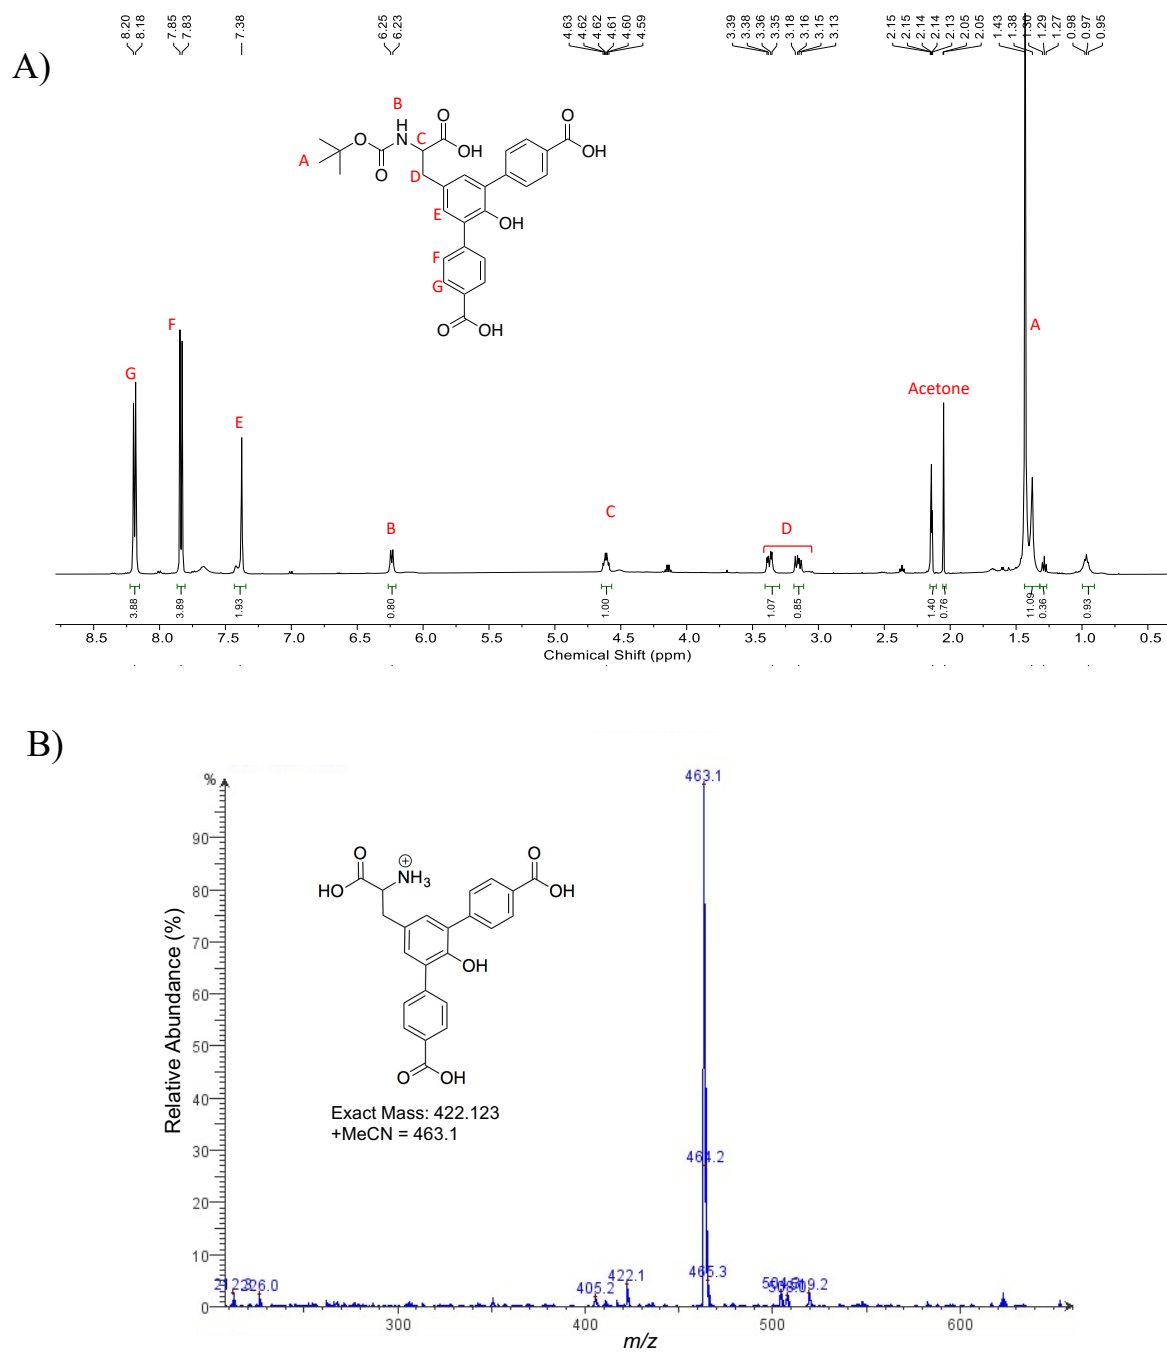 8.20 8.18 7.85 7.83 7.38 6.25 6.23 4.63 4.62 4.62 4.61 4.60 4.59 3.39 3.38 3.36 3.35 3.18 3.16 3.15 3.13 2.15 2.15 2.14 2.14 2.13 2.05 2.05 1.43 1.38 1.30 1.29 1.27 0.98 0.97 0.95
A)
B
H
N
O
O
C
OH
A
O
D
O
OH
E
OH
F
G
O
OH
G
F
E
B
C
D
Acetone
A
3.88 3.89 1.93 0.80 1.00 1.07 0.85 1.40 0.76 11.09 0.36 0.93
8.5 8.0 7.5 7.0 6.5 6.0 5.5 5.0 4.5 4.0 3.5 3.0 2.5 2.0 1.5 1.0 0.5
Chemical Shift (ppm)
B)
%
463.1
90
80
70
60
50
40
30
20
10
0
Relative Abundance (%)
O
HO
+
NH3
O
OH
OH
O
OH
Exact Mass: 422.123
+MeCN = 463.1
464.2
465.3
422.1
405.2
226.0
519.2
300 400 500 600
m/z